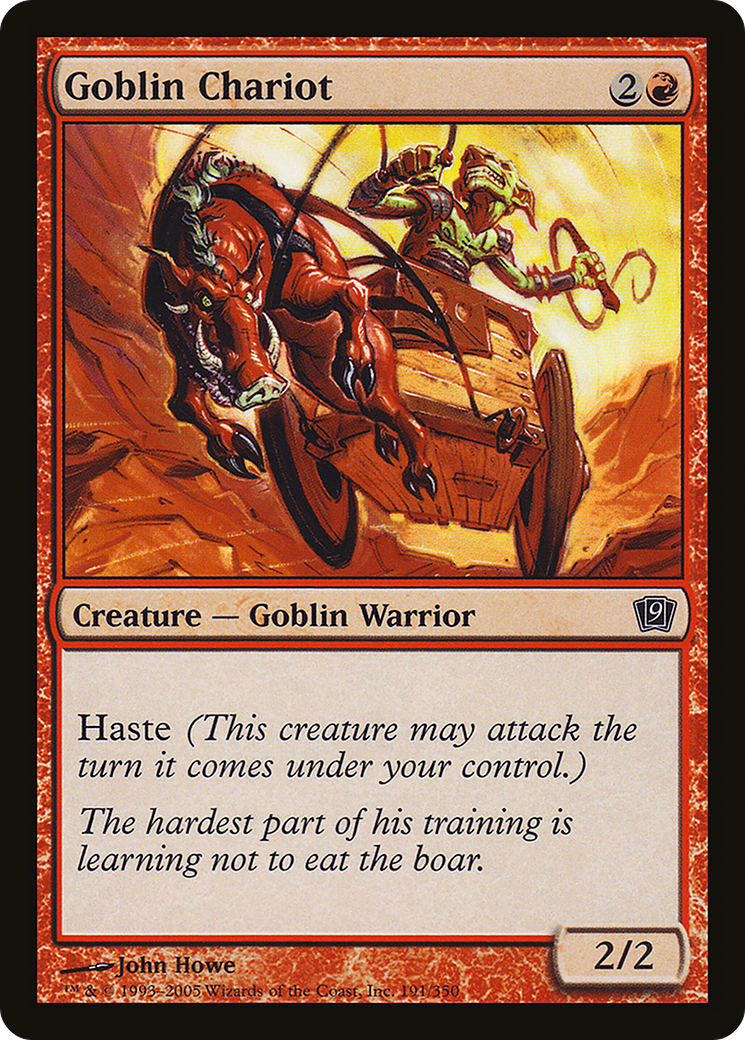 Goblin Chariot 2
Creature — Goblin Warrior 9
Haste (This creature may attack the
turn it comes under your control.)
The hardest part of his training is
learning not to eat the boar.
2/2
John Howe
™ & © 1993–2005 Wizards of the Coast, Inc. 191/350